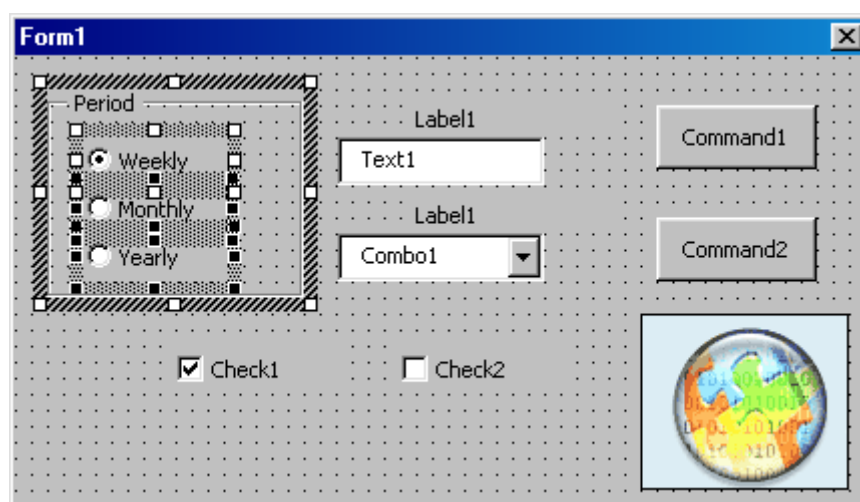 Form1
Period
Weekly
Monthly
Yearly
Label1
Text1
Label1
Combo1
Command1
Command2
Check1
Check2